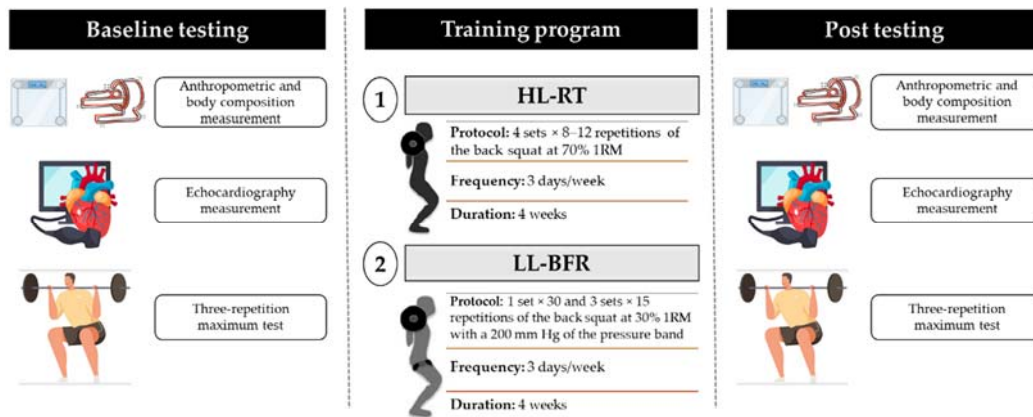 Baseline testing
Anthropometric and
body composition
measurement
Echocardiography
measurement
Three-repetition
maximum test
Training program
1
HL-RT
Protocol: 4 sets × 8–12 repetitions of
the back squat at 70% 1RM
Frequency: 3 days/week
Duration: 4 weeks
2
LL-BFR
Protocol: 1 set × 30 and 3 sets × 15
repetitions of the back squat at 30% 1RM
with a 200 mm Hg of the pressure band
Frequency: 3 days/week
Duration: 4 weeks
Post testing
Anthropometric and
body composition
measurement
Echocardiography
measurement
Three-repetition
maximum test